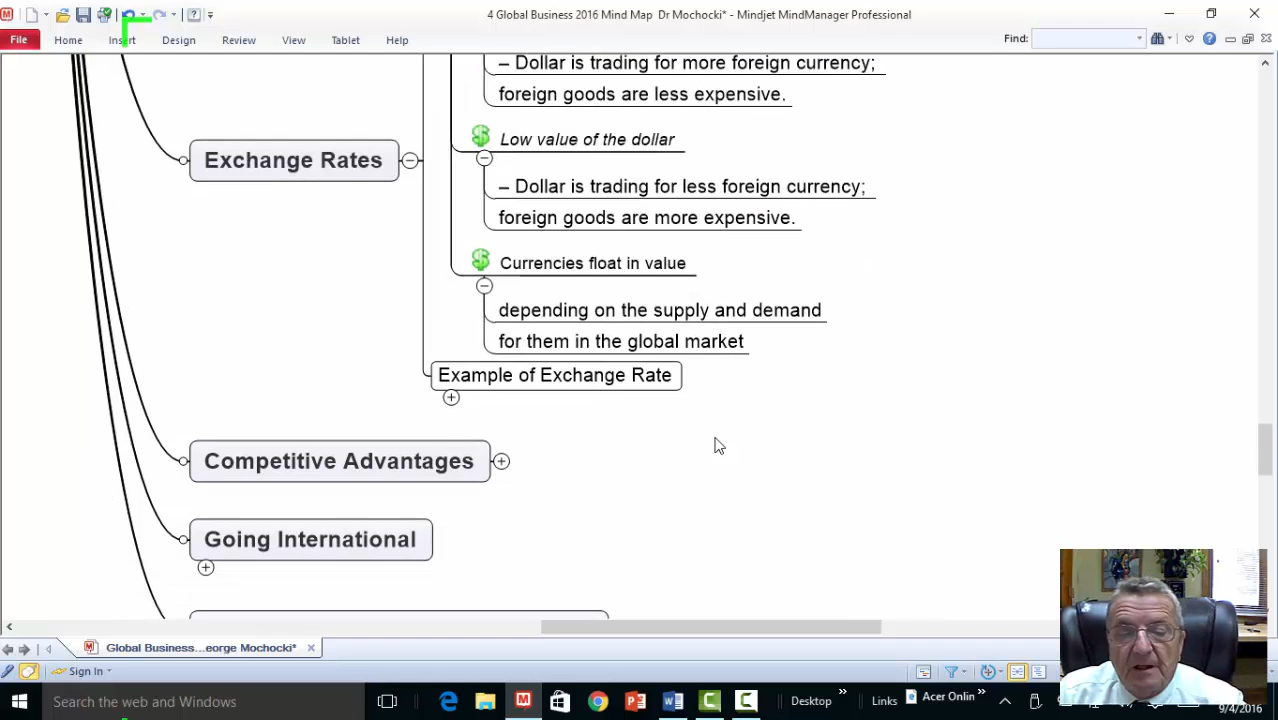 4 Global Business 2016 Mind Map Dr Mochocki* - Mindjet MindManager Professional
File Home Insert Design Review View Tablet Help Find:
– Dollar is trading for more foreign currency;
foreign goods are less expensive.
Low value of the dollar
Exchange Rates
– Dollar is trading for less foreign currency;
foreign goods are more expensive.
Currencies float in value
depending on the supply and demand
for them in the global market
Example of Exchange Rate
Competitive Advantages
Going International
Global Business...eorge Mochocki*
Sign In
Search the web and Windows
Desktop
Links
Acer Onlin
9/4/2016